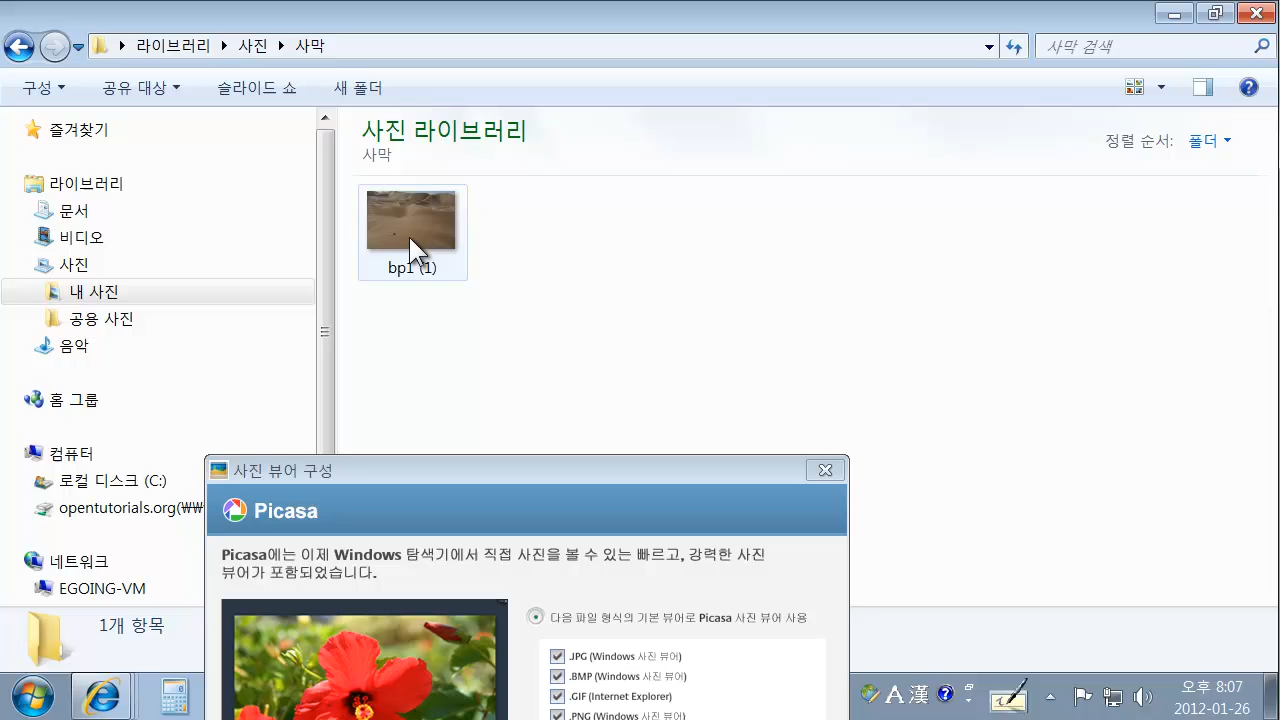 라이브러리 사진 사막
사막 검색
구성 공유 대상 슬라이드 쇼 새 폴더
즐겨찾기
라이브러리
문서
비디오
사진
내 사진
공용 사진
음악
홈 그룹
컴퓨터
로컬 디스크 (C:)
opentutorials.org(₩₩
네트워크
EGOING-VM
사진 라이브러리
사막
정렬 순서: 폴더
bp1 (1)
1개 항목
사진 뷰어 구성
Picasa
Picasa에는 이제 Windows 탐색기에서 직접 사진을 볼 수 있는 빠르고, 강력한 사진
뷰어가 포함되었습니다.
다음 파일 형식의 기본 뷰어로 Picasa 사진 뷰어 사용
.JPG (Windows 사진 뷰어)
.BMP (Windows 사진 뷰어)
.GIF (Internet Explorer)
.PNG (Windows 사진 뷰어)
A 漢
오후 8:07
2012-01-26